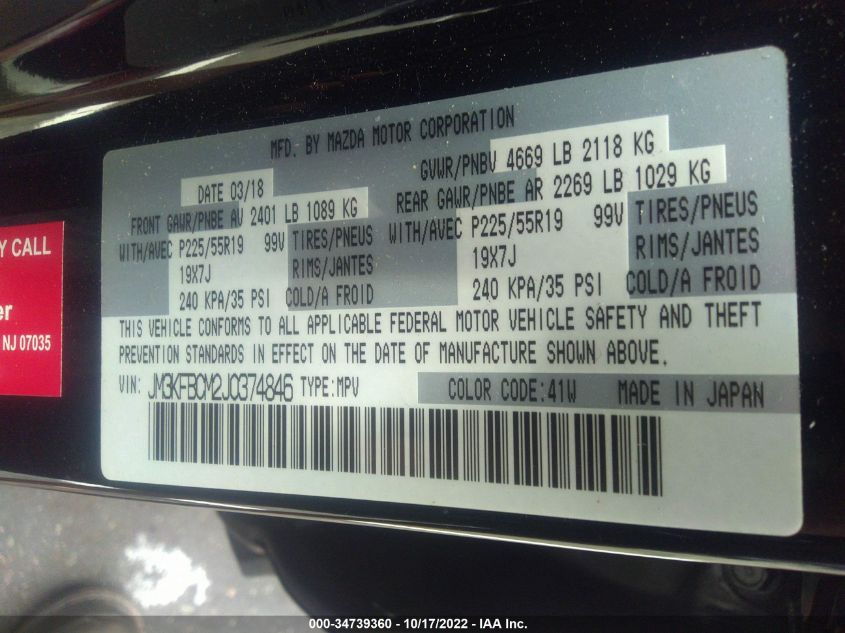 MFD. BY MAZDA MOTOR CORPORATION
DATE 03/18
GVWR/PNBV 4669 LB 2118 KG
FRONT GAWR/PNBE AV 2401 LB 1089 KG
REAR GAWR/PNBE AR 2269 LB 1029 KG
WITH/AVEC P225/55R19 99V TIRES/PNEUS
19X7J RIMS/JANTES
240 KPA/35 PSI COLD/A FROID
WITH/AVEC P225/55R19 99V TIRES/PNEUS
19X7J RIMS/JANTES
240 KPA/35 PSI COLD/A FROID
THIS VEHICLE CONFORMS TO ALL APPLICABLE FEDERAL MOTOR VEHICLE SAFETY AND THEFT
PREVENTION STANDARDS IN EFFECT ON THE DATE OF MANUFACTURE SHOWN ABOVE.
VIN: JM3KFBCM2J0374846 TYPE:MPV
COLOR CODE:41W MADE IN JAPAN
Y CALL
er
NJ 07035
000-34739360 - 10/17/2022 - IAA Inc.